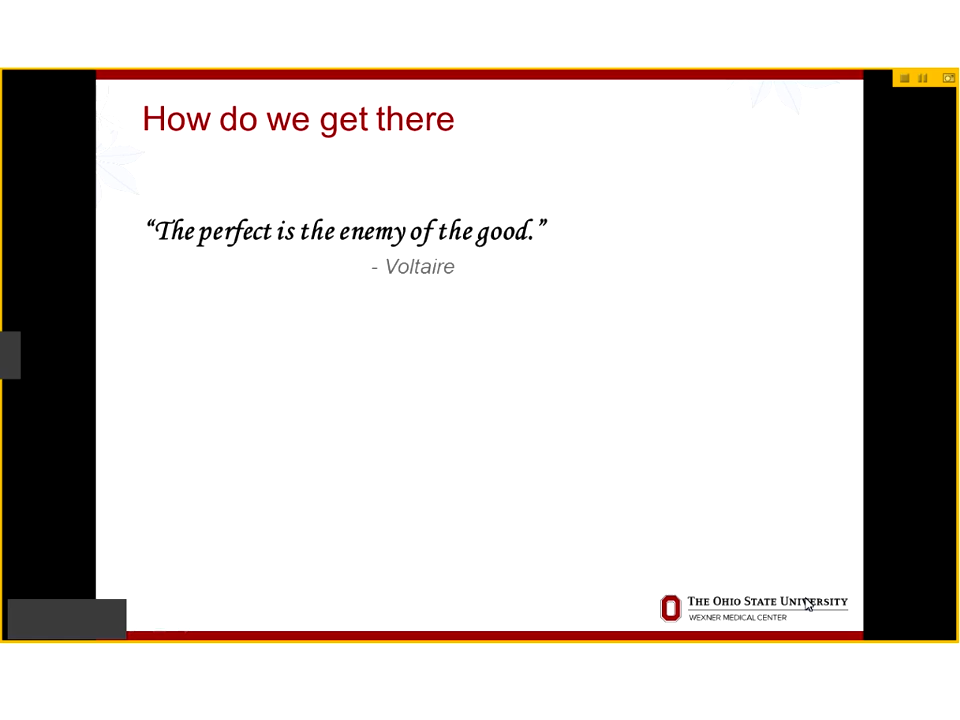 How do we get there
“The perfect is the enemy of the good.”
- Voltaire
THE OHIO STATE UNIVERSITY
WEXNER MEDICAL CENTER